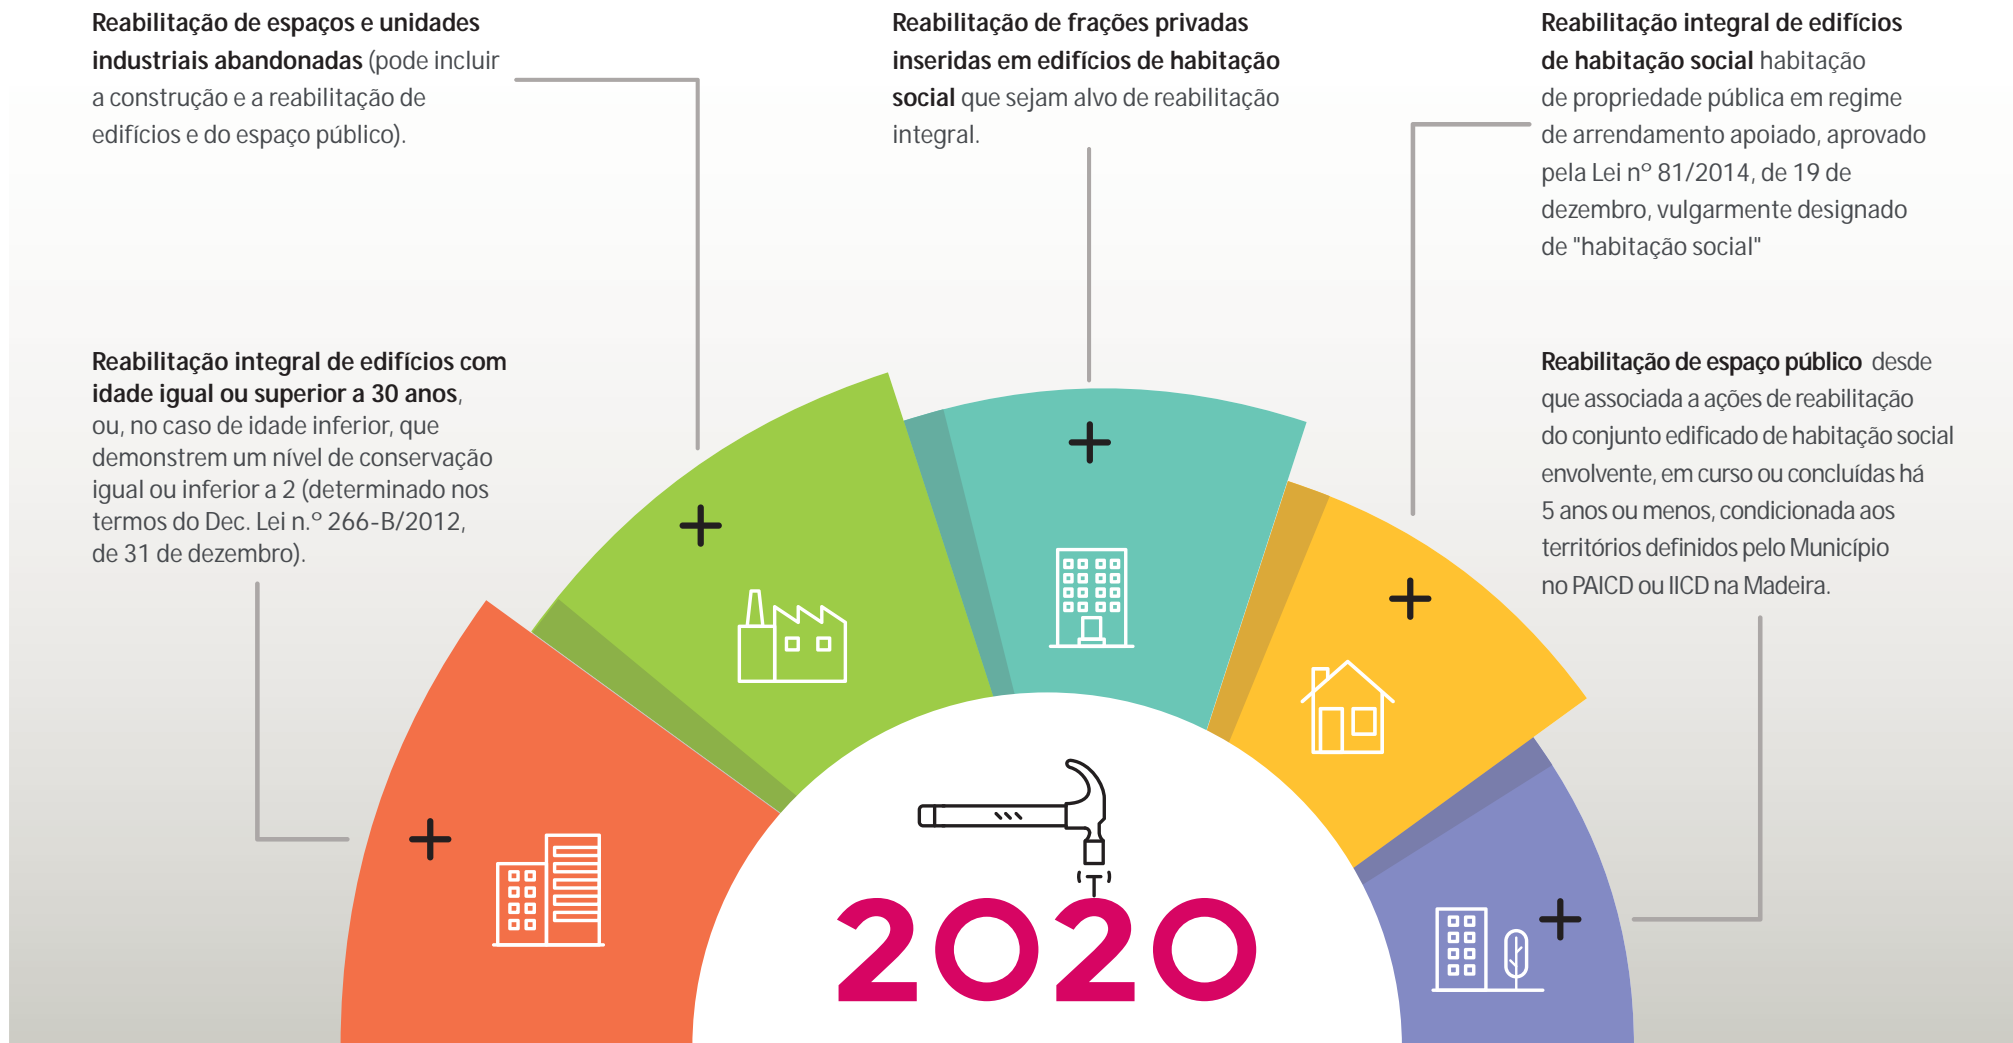 Reabilitação de espaços e unidades
industriais abandonadas (pode incluir
a construção e a reabilitação de
edifícios e do espaço público).
Reabilitação de frações privadas
inseridas em edifícios de habitação
social que sejam alvo de reabilitação
integral.
Reabilitação integral de edifícios
de habitação social habitação
de propriedade pública em regime
de arrendamento apoiado, aprovado
pela Lei nº 81/2014, de 19 de
dezembro, vulgarmente designado
de "habitação social"
Reabilitação integral de edifícios com
idade igual ou superior a 30 anos,
ou, no caso de idade inferior, que
demonstrem um nível de conservação
igual ou inferior a 2 (determinado nos
termos do Dec. Lei n.º 266-B/2012,
de 31 de dezembro).
Reabilitação de espaço público desde
que associada a ações de reabilitação
do conjunto edificado de habitação social
envolvente, em curso ou concluídas há
5 anos ou menos, condicionada aos
territórios definidos pelo Município
no PAICD ou IICD na Madeira.
2020